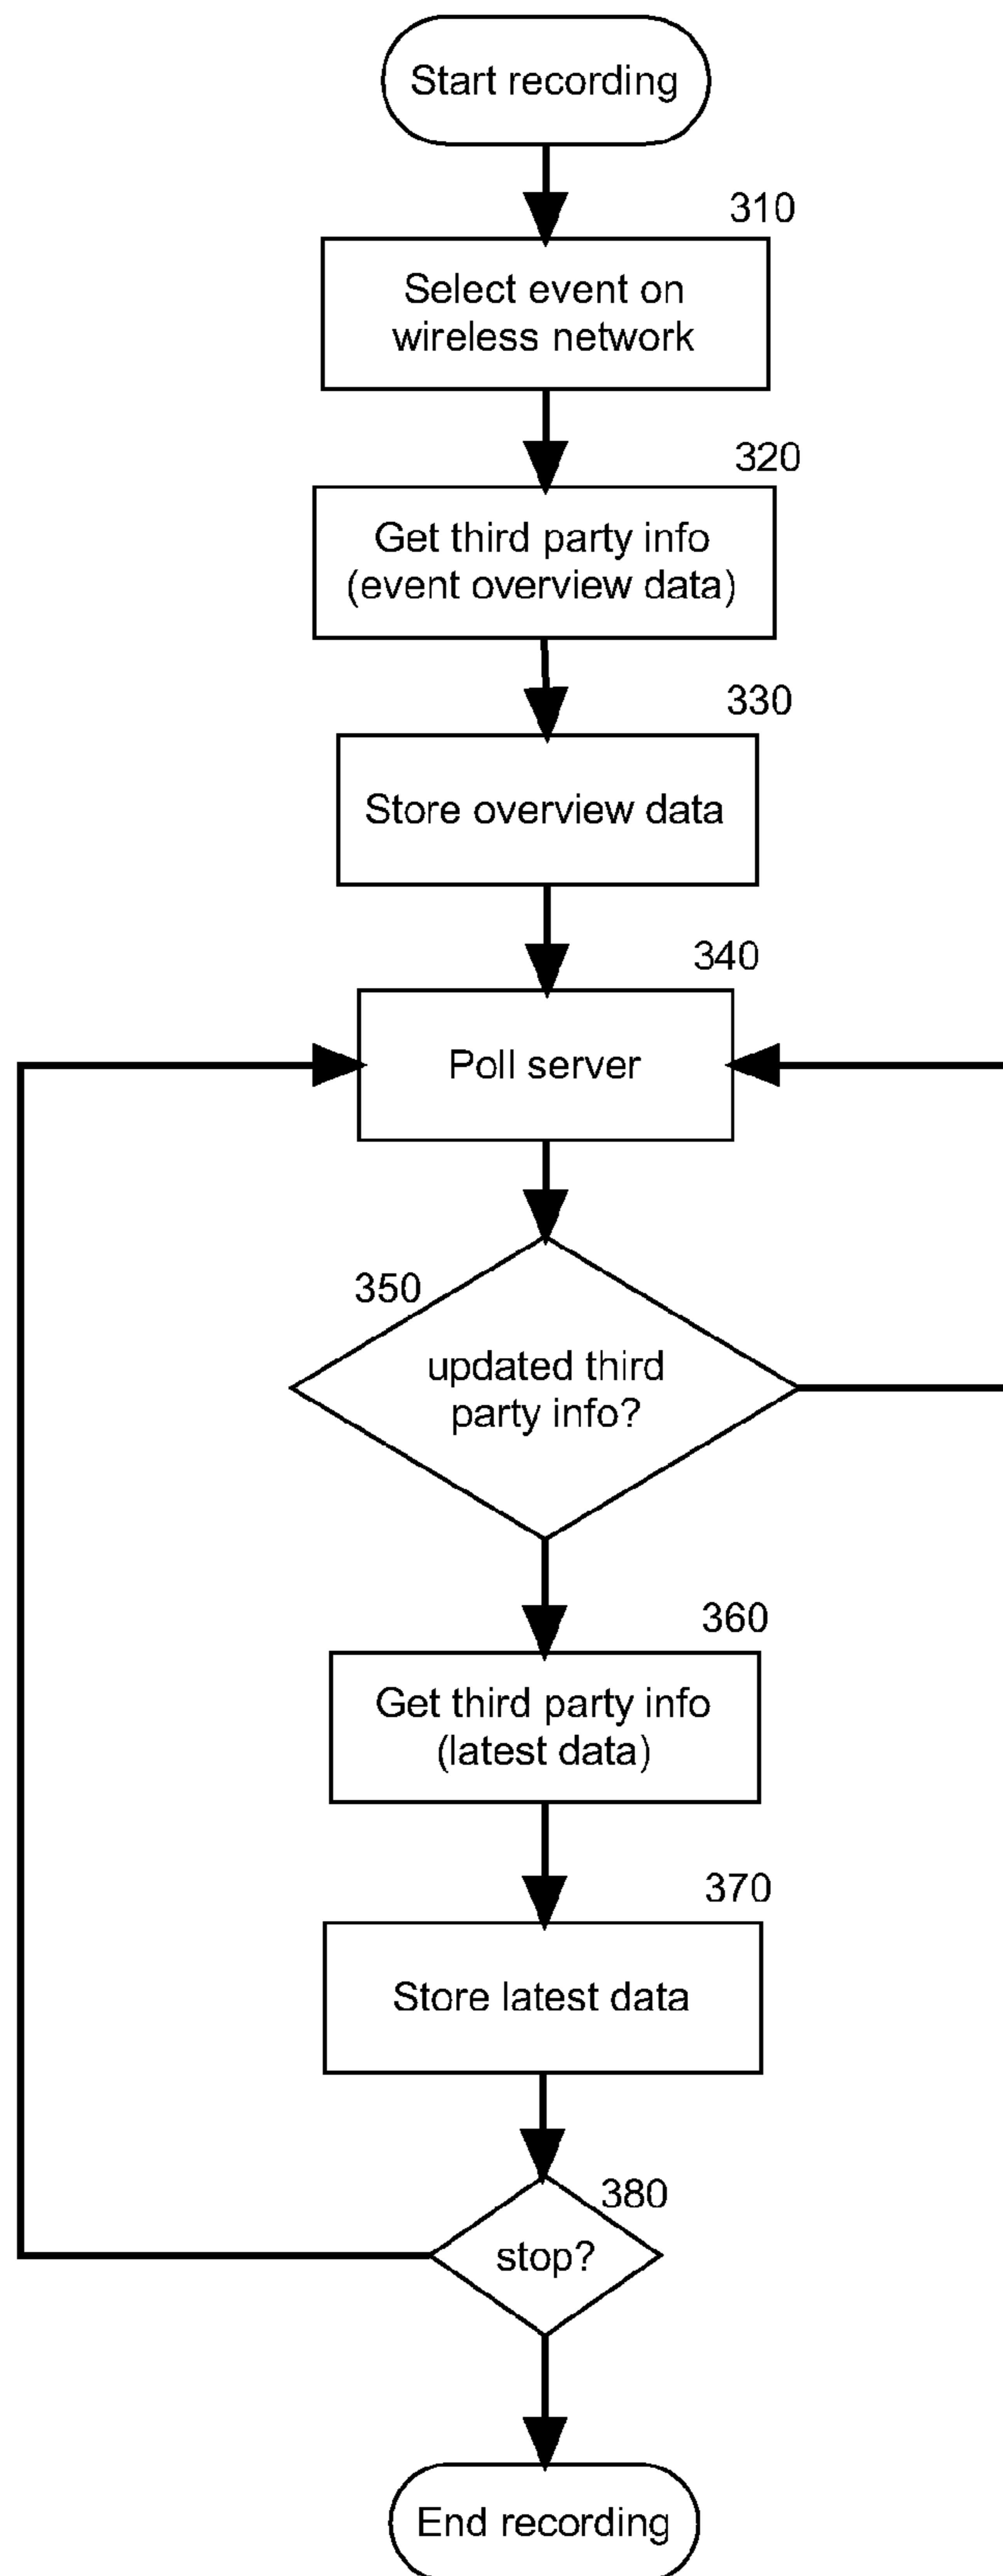 Start recording
310
Select event on
wireless network
320
Get third party info
(event overview data)
330
Store overview data
340
Poll server
350
updated third
party info?
360
Get third party info
(latest data)
370
Store latest data
380
stop?
End recording